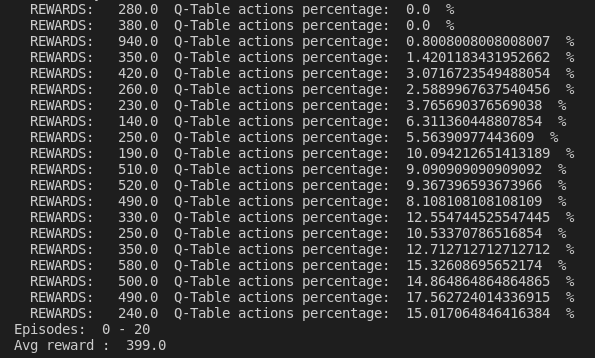 REWARDS: 280.0 Q-Table actions percentage: 0.0 %
REWARDS: 380.0 Q-Table actions percentage: 0.0 %
REWARDS: 940.0 Q-Table actions percentage: 0.8008008008008007 %
REWARDS: 350.0 Q-Table actions percentage: 1.4201183431952662 %
REWARDS: 420.0 Q-Table actions percentage: 3.0716723549488054 %
REWARDS: 260.0 Q-Table actions percentage: 2.5889967637540456 %
REWARDS: 230.0 Q-Table actions percentage: 3.765690376569038 %
REWARDS: 140.0 Q-Table actions percentage: 6.311360448807854 %
REWARDS: 250.0 Q-Table actions percentage: 5.56390977443609 %
REWARDS: 190.0 Q-Table actions percentage: 10.094212651413189 %
REWARDS: 510.0 Q-Table actions percentage: 9.090909090909092 %
REWARDS: 520.0 Q-Table actions percentage: 9.367396593673966 %
REWARDS: 490.0 Q-Table actions percentage: 8.108108108108109 %
REWARDS: 330.0 Q-Table actions percentage: 12.554744525547445 %
REWARDS: 250.0 Q-Table actions percentage: 10.53370786516854 %
REWARDS: 350.0 Q-Table actions percentage: 12.712712712712712 %
REWARDS: 580.0 Q-Table actions percentage: 15.32608695652174 %
REWARDS: 500.0 Q-Table actions percentage: 14.864864864864865 %
REWARDS: 490.0 Q-Table actions percentage: 17.562724014336915 %
REWARDS: 240.0 Q-Table actions percentage: 15.017064846416384 %
Episodes: 0 - 20
Avg reward : 399.0